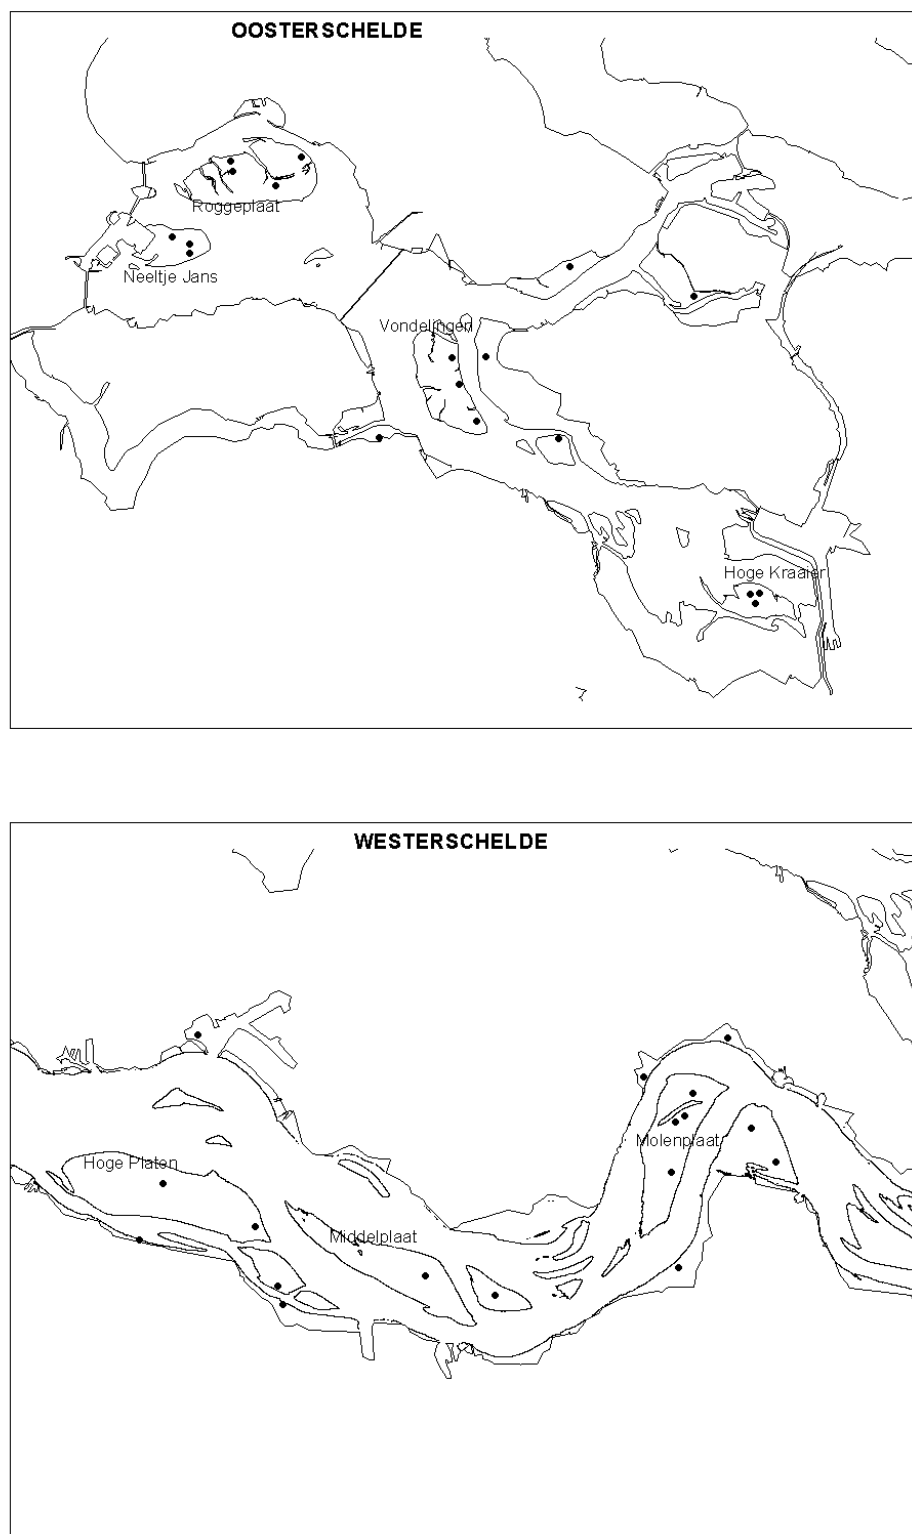 OOSTERSCHELDE
Roggeplaat
Neeltje Jans
Vondelingen
Hoge Kraaier
WESTERSCHELDE
Molenplaat
Hoge Platen
Middelplaat